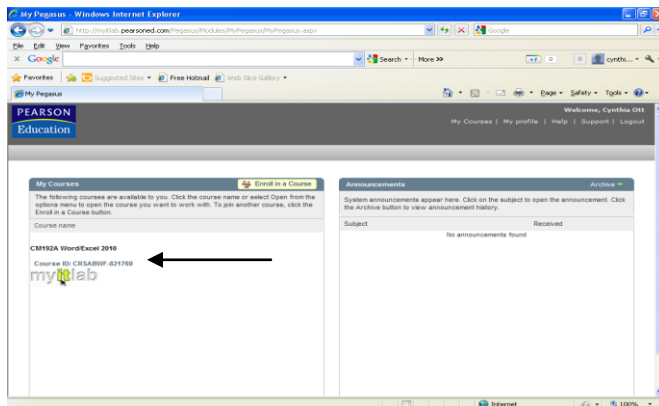 My Pegasus - Windows Internet Explorer
http://myitlab.pearsoned.com/Pegasus/Modules/MyPegasus/MyPegasus.aspx
Google
File Edit View Favorites Tools Help
Google Search More >> cynthi...
Favorites Suggested Sites Free Hotmail Web Slice Gallery
My Pegasus Page Safety Tools
PEARSON
Education
Welcome, Cynthia Ott
My Courses | My profile | Help | Support | Logout
My Courses Enroll in a Course
The following courses are available to you. Click the course name or select Open from the
options menu to open the course you want to work with. To join another course, click the
Enroll in a Course button.
Course name
CM192A Word/Excel 2010
Course ID: CRSABWF-821769
myitlab
Announcements Archive
System announcements appear here. Click on the subject to open the announcement. Click
the Archive button to view announcement history.
Subject Received
No announcements found
Internet 100%